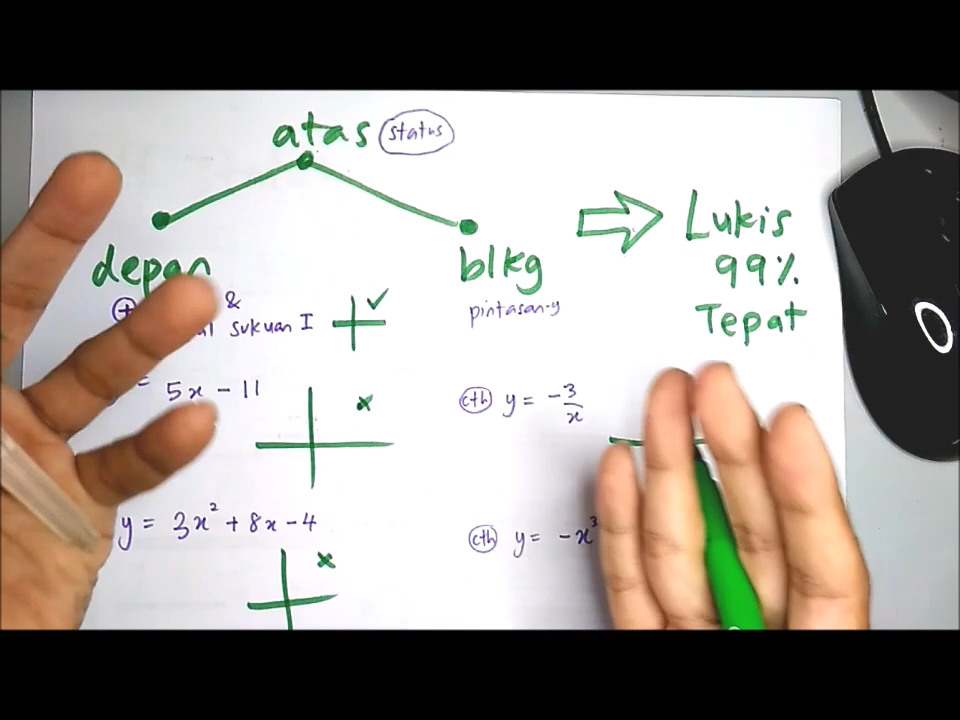 atas status
depan blkg
Lukis
99%
Tepat
+ &
sukuan I
pintasan-y
= 5x - 11
cth y = -3/x
y = 3x² + 8x - 4
cth y = -x³